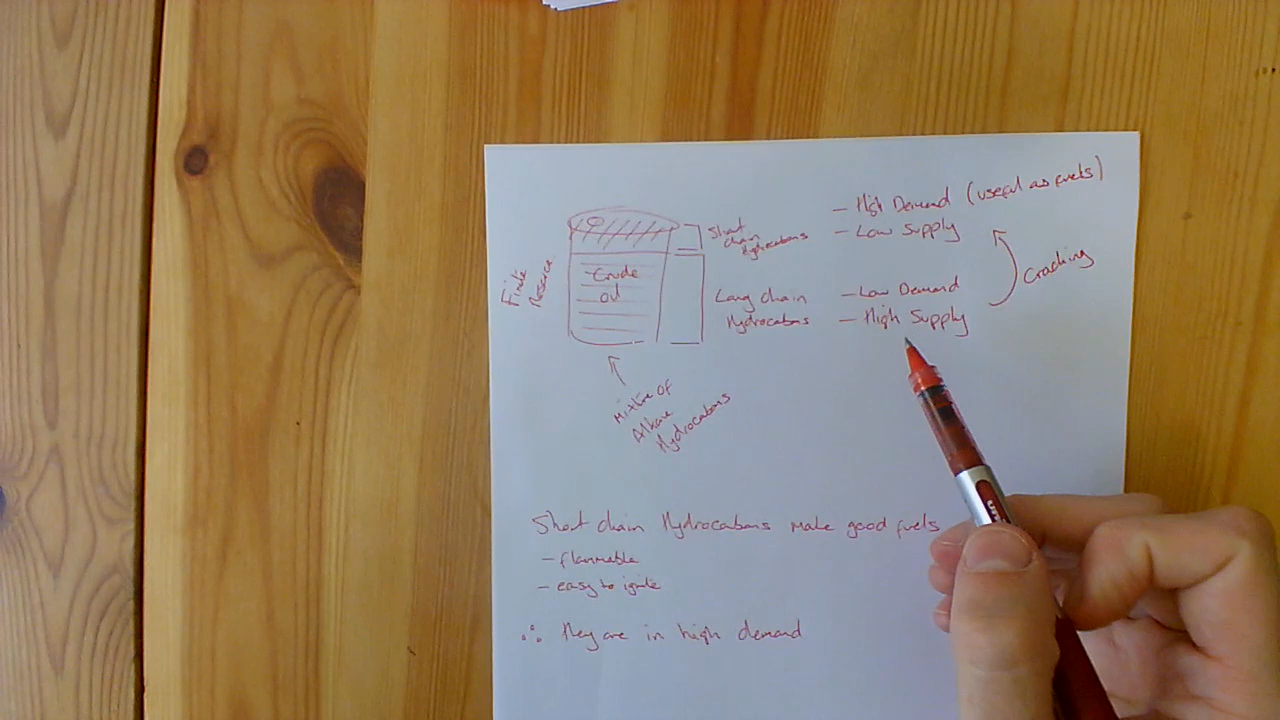 - High Demand (useful as fuels)
- Low Supply
Short
chain
Hydrocarbons
Crude
oil
Finite
Resource
Long chain
Hydrocarbons
- Low Demand
- High Supply
Cracking
Mixture Of
Alkane
Hydrocarbons
Short chain Hydrocarbons make good fuels
- flammable
- easy to ignite
∴ They are in high demand